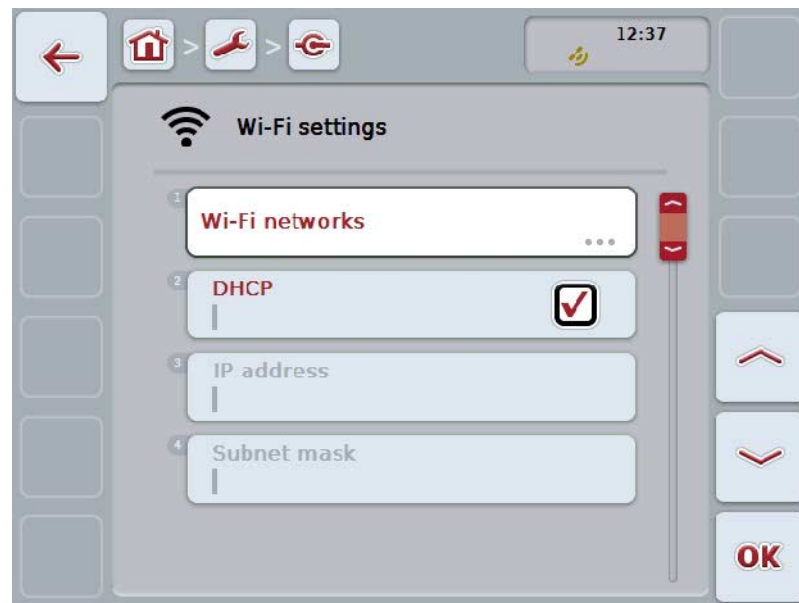 12:37
Wi-Fi settings
1
Wi-Fi networks
...
2
DHCP
3
IP address
4
Subnet mask
OK